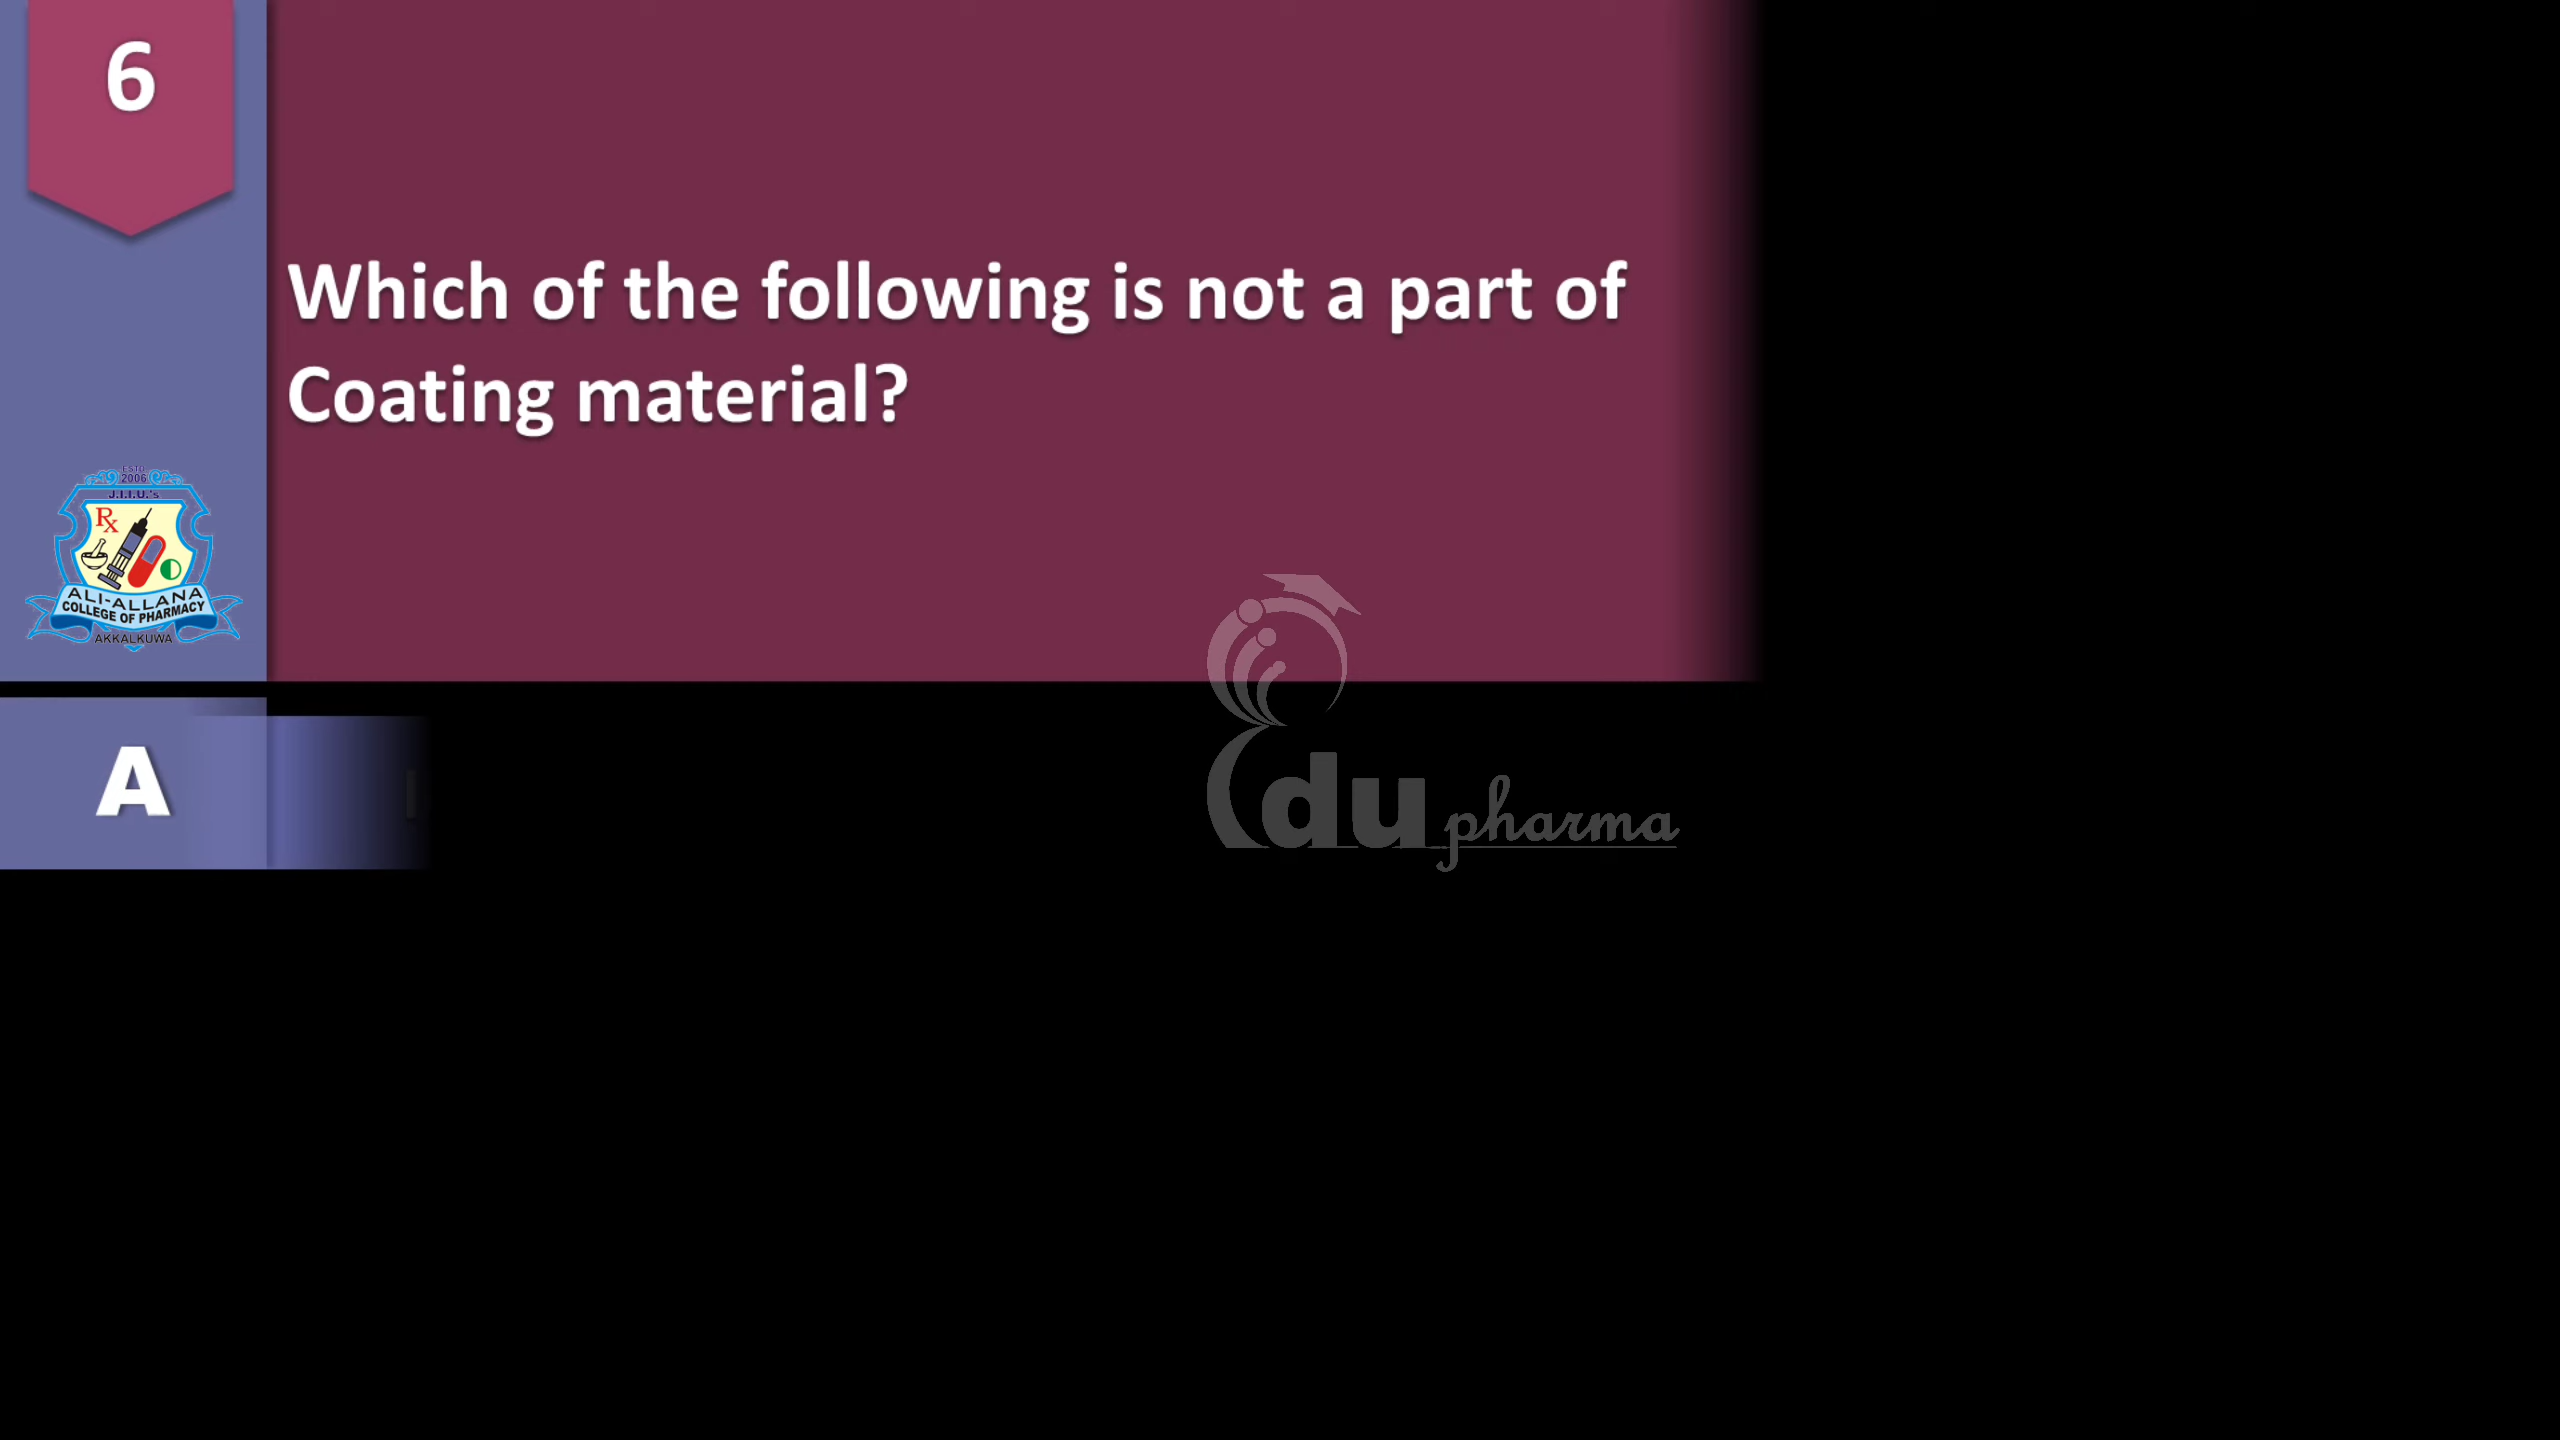 6
Which of the following is not a part of
Coating material?
ESTD.
2006
J.I.I.U.'s
Rx
ALI-ALLANA
COLLEGE OF PHARMACY
AKKALKUWA
A
du pharma